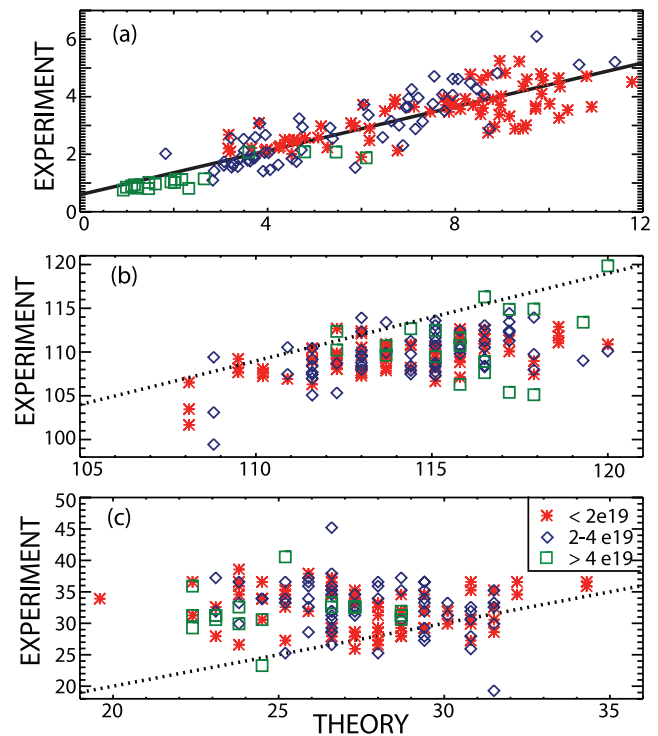 (a)
EXPERIMENT
6
4
2
0
0 4 8 12
(b)
EXPERIMENT
120
115
110
105
100
105 110 115 120
(c)
EXPERIMENT
50
45
40
35
30
25
20
< 2e19
2-4 e19
> 4 e19
20 25 30 35
THEORY